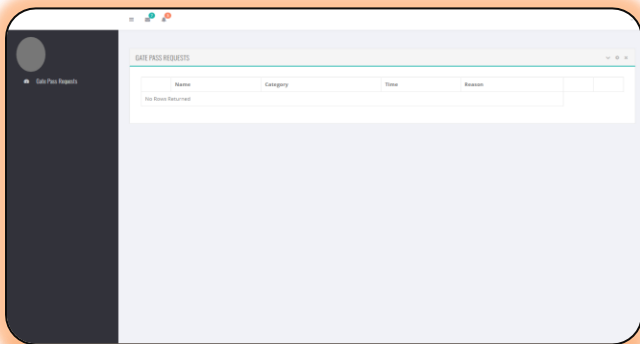 Gate Pass Requests
GATE PASS REQUESTS
Name Category Time Reason
No Rows Returned